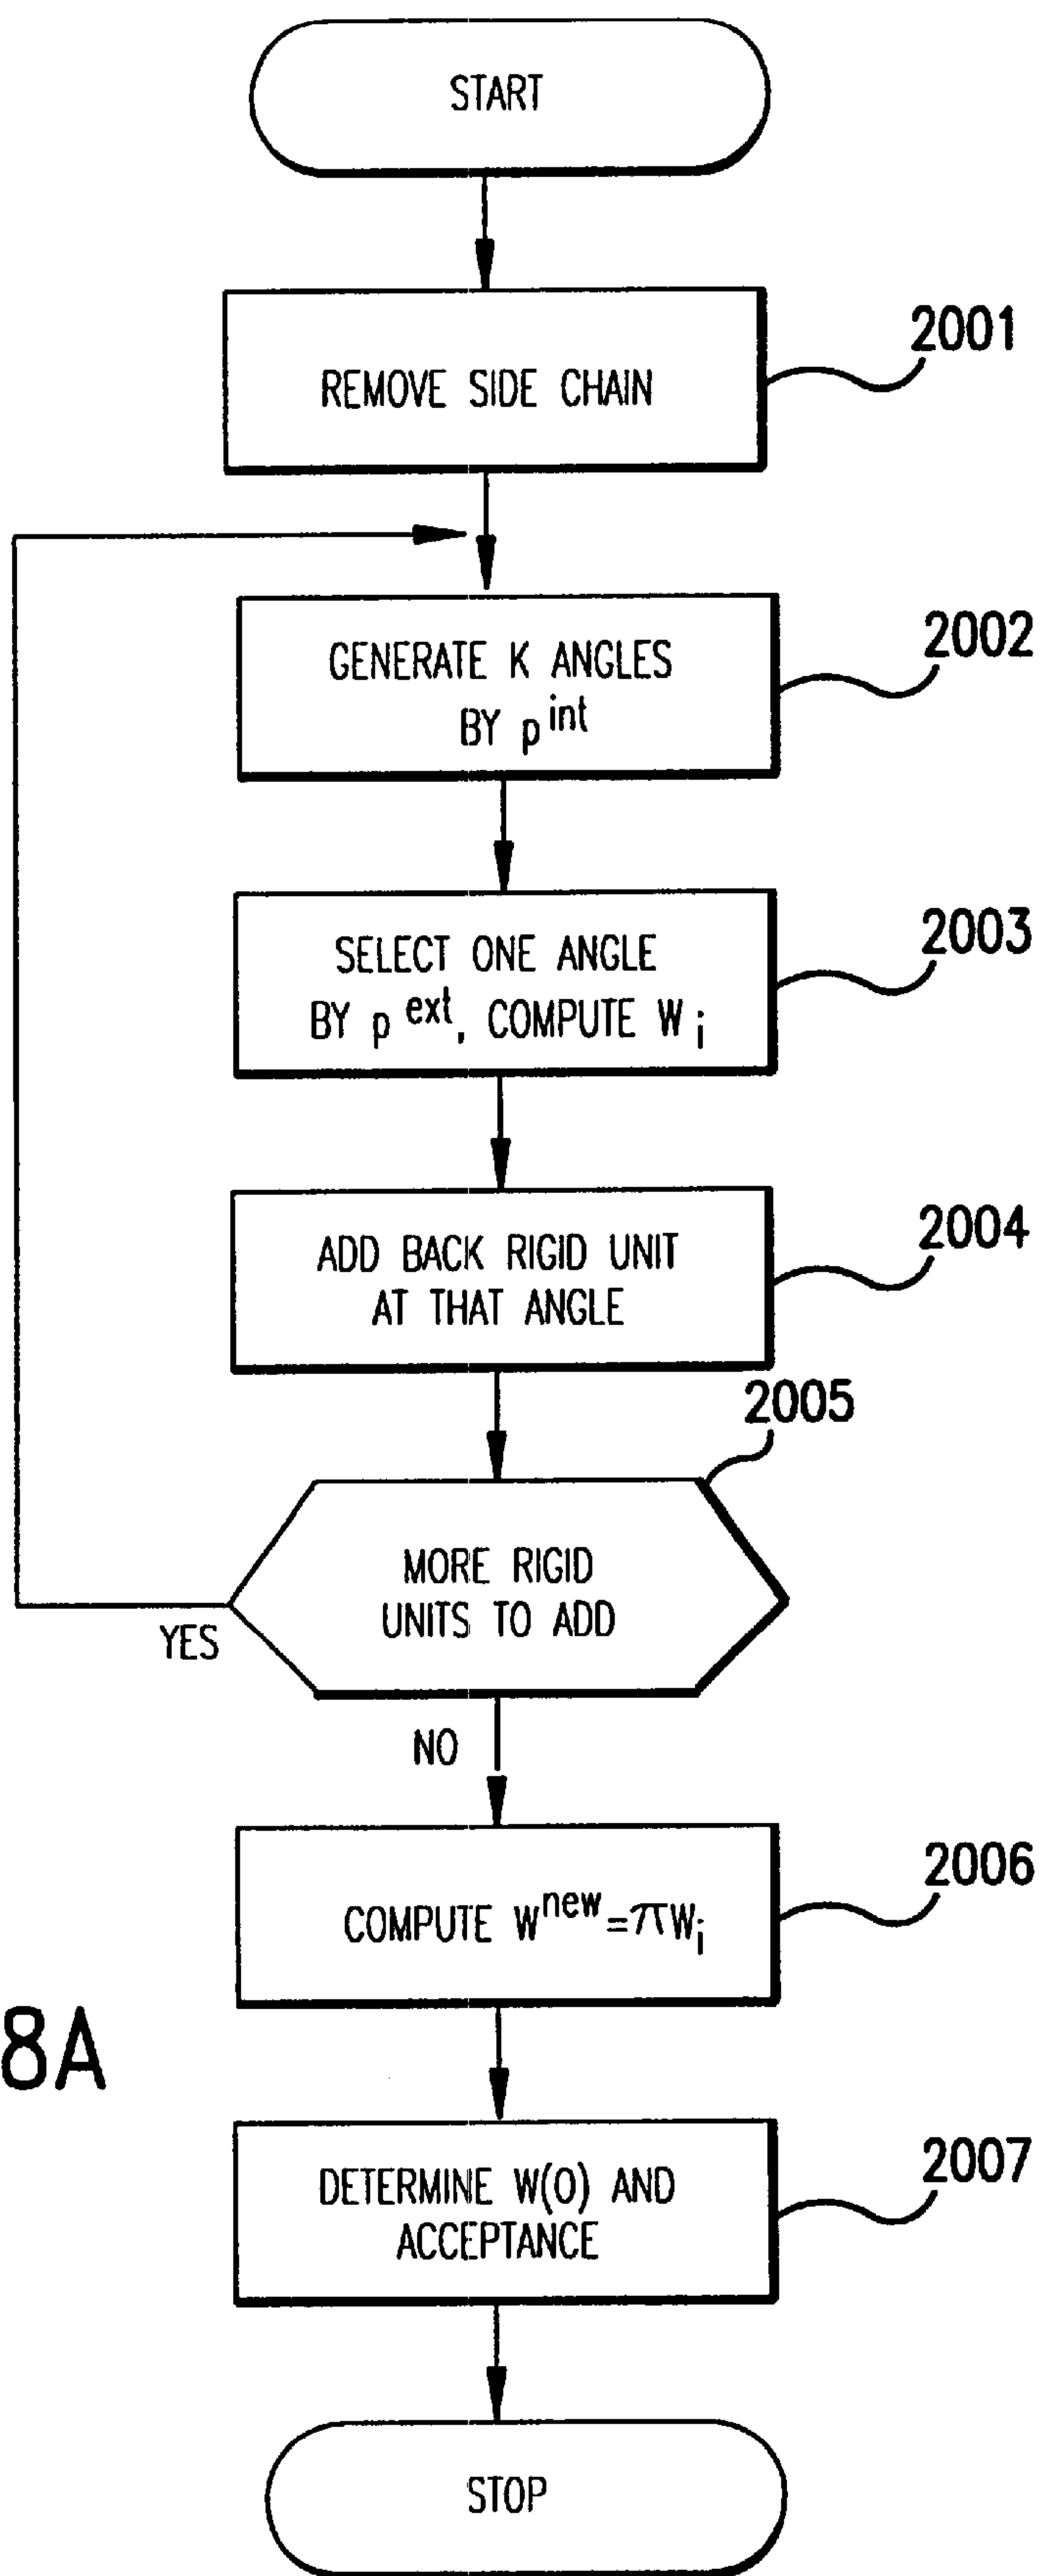 START
REMOVE SIDE CHAIN
2001
GENERATE K ANGLES
BY p^int
2002
SELECT ONE ANGLE
BY p^ext, COMPUTE W_i
2003
ADD BACK RIGID UNIT
AT THAT ANGLE
2004
2005
MORE RIGID
UNITS TO ADD
YES
NO
COMPUTE W^new=πW_i
2006
8A
DETERMINE W(O) AND
ACCEPTANCE
2007
STOP